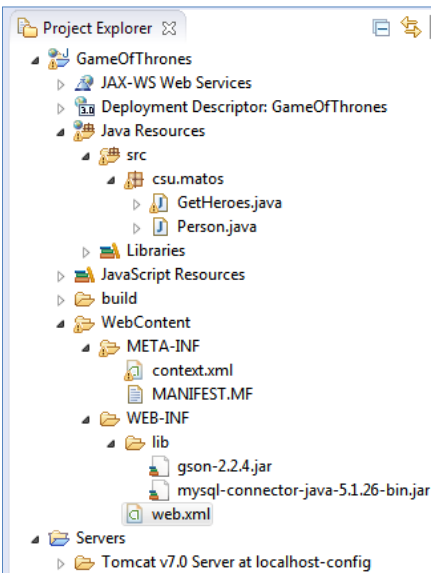 Project Explorer
GameOfThrones
JAX-WS Web Services
3.0 Deployment Descriptor: GameOfThrones
Java Resources
src
csu.matos
J GetHeroes.java
J Person.java
Libraries
JavaScript Resources
build
WebContent
META-INF
context.xml
MANIFEST.MF
WEB-INF
lib
gson-2.2.4.jar
mysql-connector-java-5.1.26-bin.jar
web.xml
Servers
Tomcat v7.0 Server at localhost-config